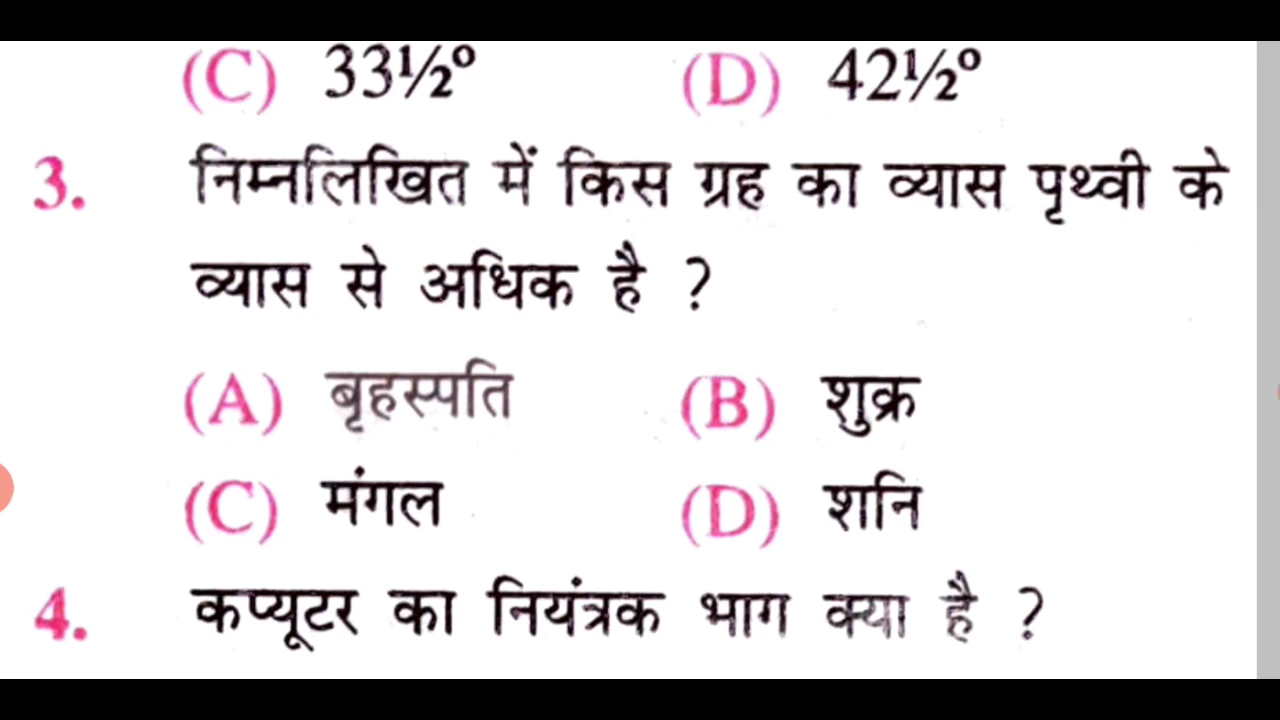 (C) 33½° (D) 42½°
3. निम्नलिखित में किस ग्रह का व्यास पृथ्वी के
व्यास से अधिक है ?
(A) बृहस्पति (B) शुक्र
(C) मंगल (D) शनि
4. कप्यूटर का नियंत्रक भाग क्या है ?